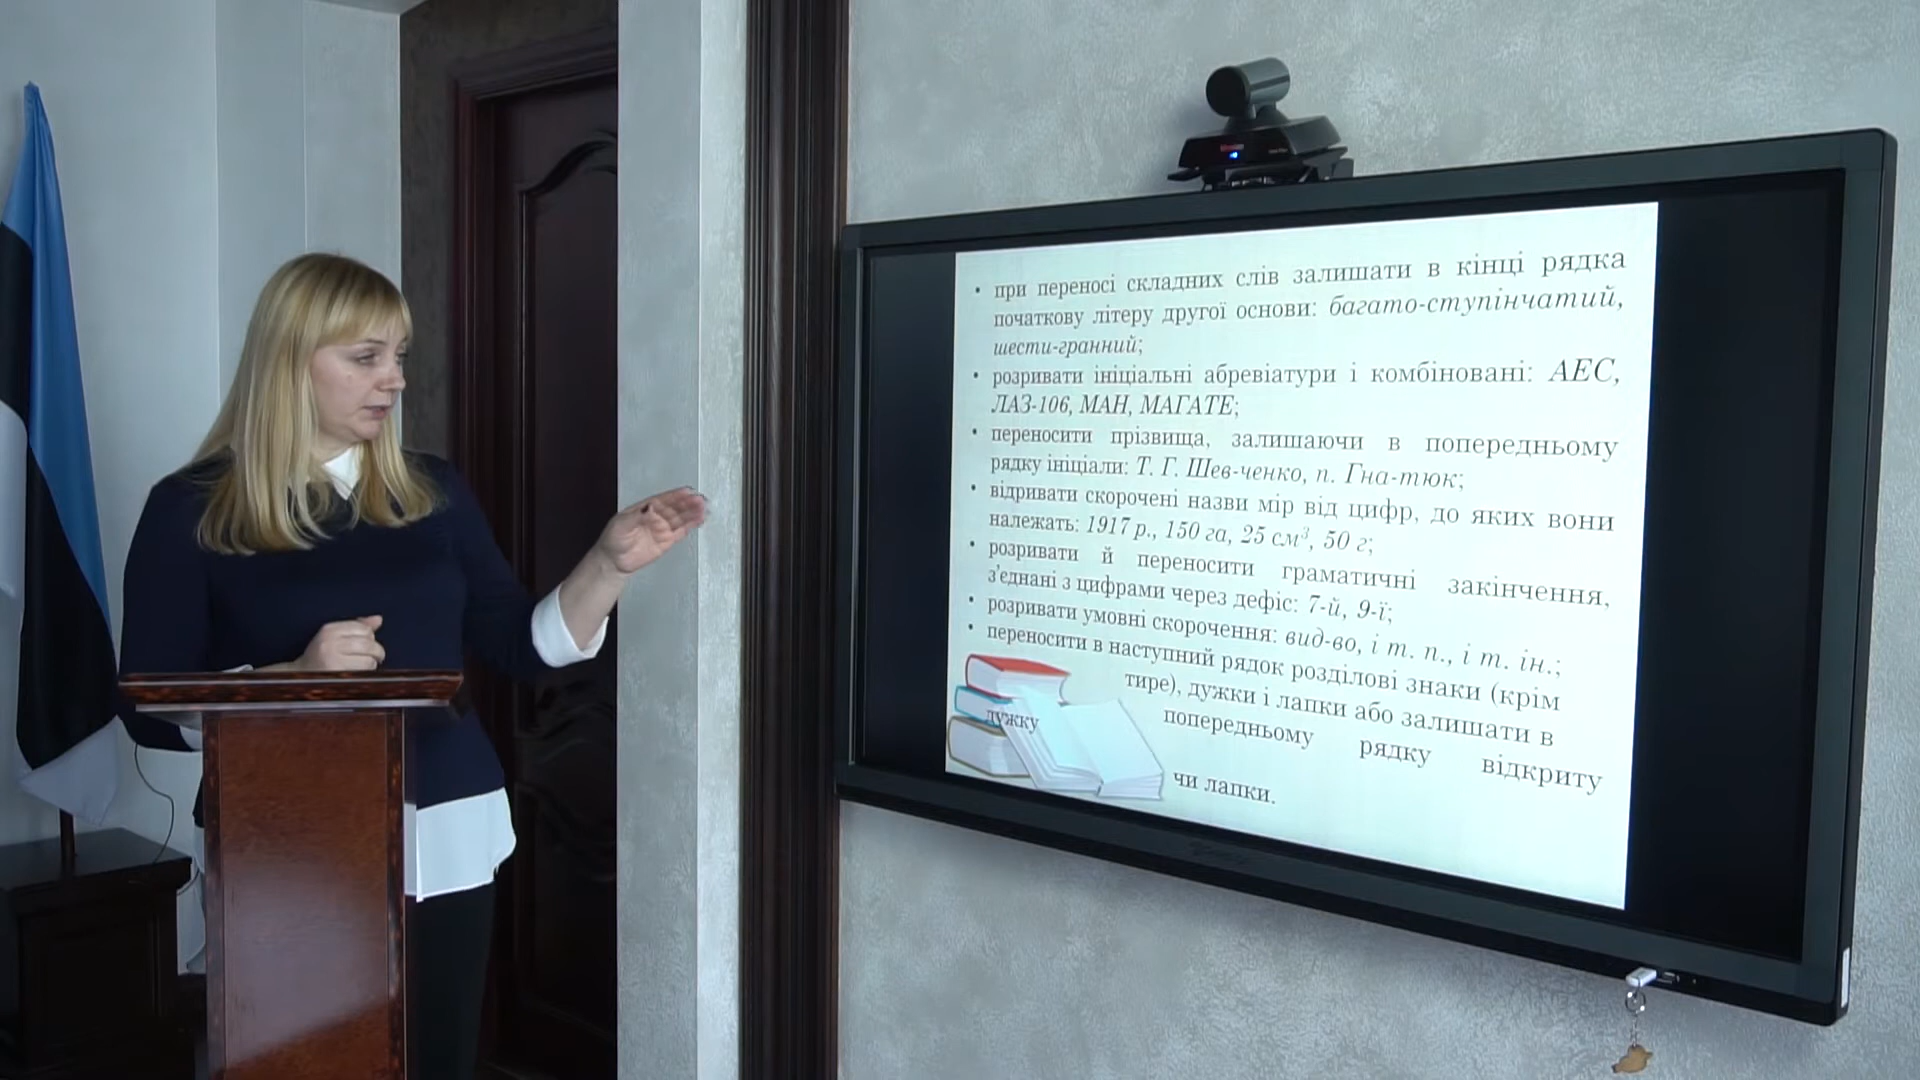 • при переносі складних слів залишати в кінці рядка
початкову літеру другої основи: багато-ступінчатий,
шести-гранний;
• розривати ініціальні абревіатури і комбіновані: АЕС,
ЛАЗ-106, МАН, МАГАТЕ;
• переносити прізвища, залишаючи в попередньому
рядку ініціали: Т. Г. Шев-ченко, п. Гна-тюк;
• відривати скорочені назви мір від цифр, до яких вони
належать: 1917 р., 150 га, 25 см³, 50 г;
• розривати й переносити граматичні закінчення,
з’єднані з цифрами через дефіс: 7-й, 9-ї;
• розривати умовні скорочення: вид-во, і т. п., і т. ін.;
• переносити в наступний рядок розділові знаки (крім
тире), дужки і лапки або залишати в
попередньому рядку відкриту
дужку
чи лапки.